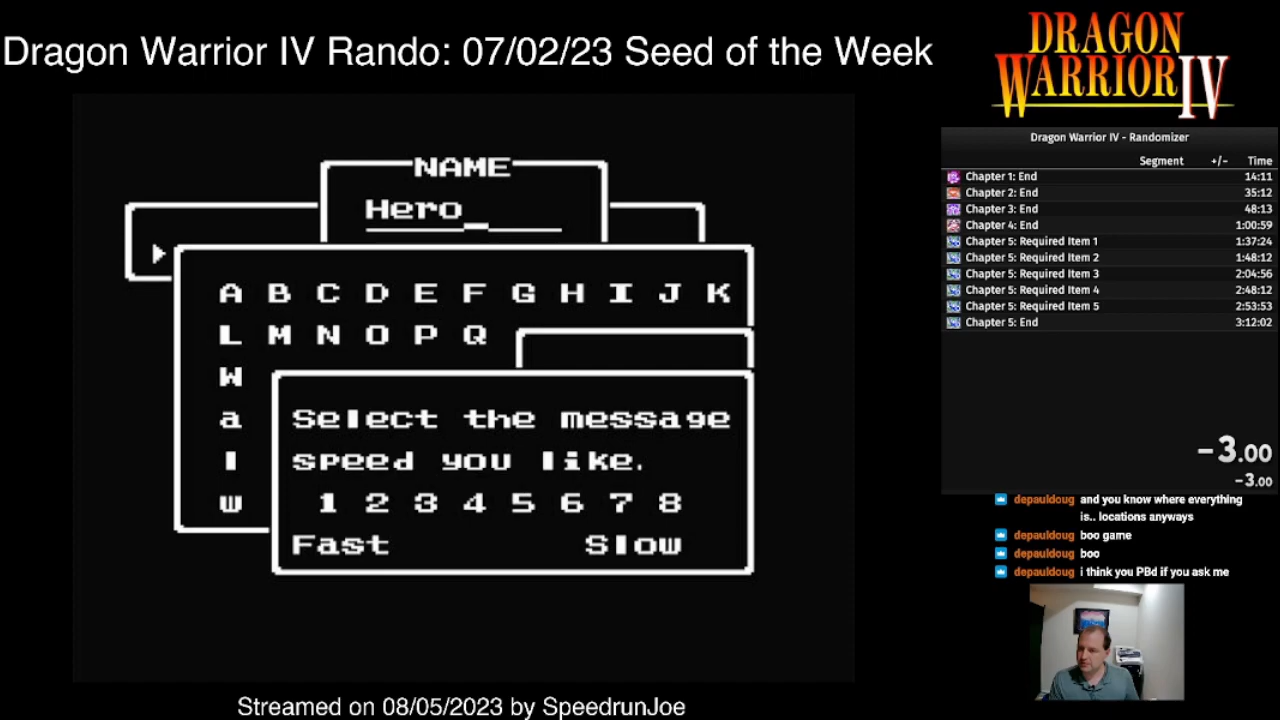 Dragon Warrior IV Rando: 07/02/23 Seed of the Week
DRAGON
WARRIOR IV
NAME
Hero_
A B C D E F G H I J K
L M N O P Q
W
a
l
w
Select the message
speed you like.
1 2 3 4 5 6 7 8
Fast Slow
Dragon Warrior IV - Randomizer
Segment +/- Time
Chapter 1: End 14:11
Chapter 2: End 35:12
Chapter 3: End 48:13
Chapter 4: End 1:00:59
Chapter 5: Required Item 1 1:37:24
Chapter 5: Required Item 2 1:48:12
Chapter 5: Required Item 3 2:04:56
Chapter 5: Required Item 4 2:48:12
Chapter 5: Required Item 5 2:53:53
Chapter 5: End 3:12:02
-3.00
-3.00
depauldoug and you know where everything
is.. locations anyways
depauldoug boo game
depauldoug boo
depauldoug i think you PBd if you ask me
Streamed on 08/05/2023 by SpeedrunJoe